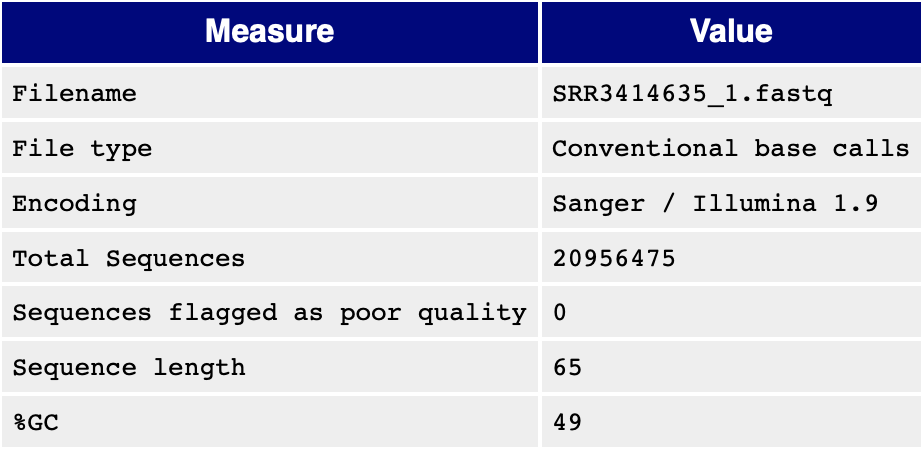 Measure Value
Filename SRR3414635_1.fastq
File type Conventional base calls
Encoding Sanger / Illumina 1.9
Total Sequences 20956475
Sequences flagged as poor quality 0
Sequence length 65
%GC 49